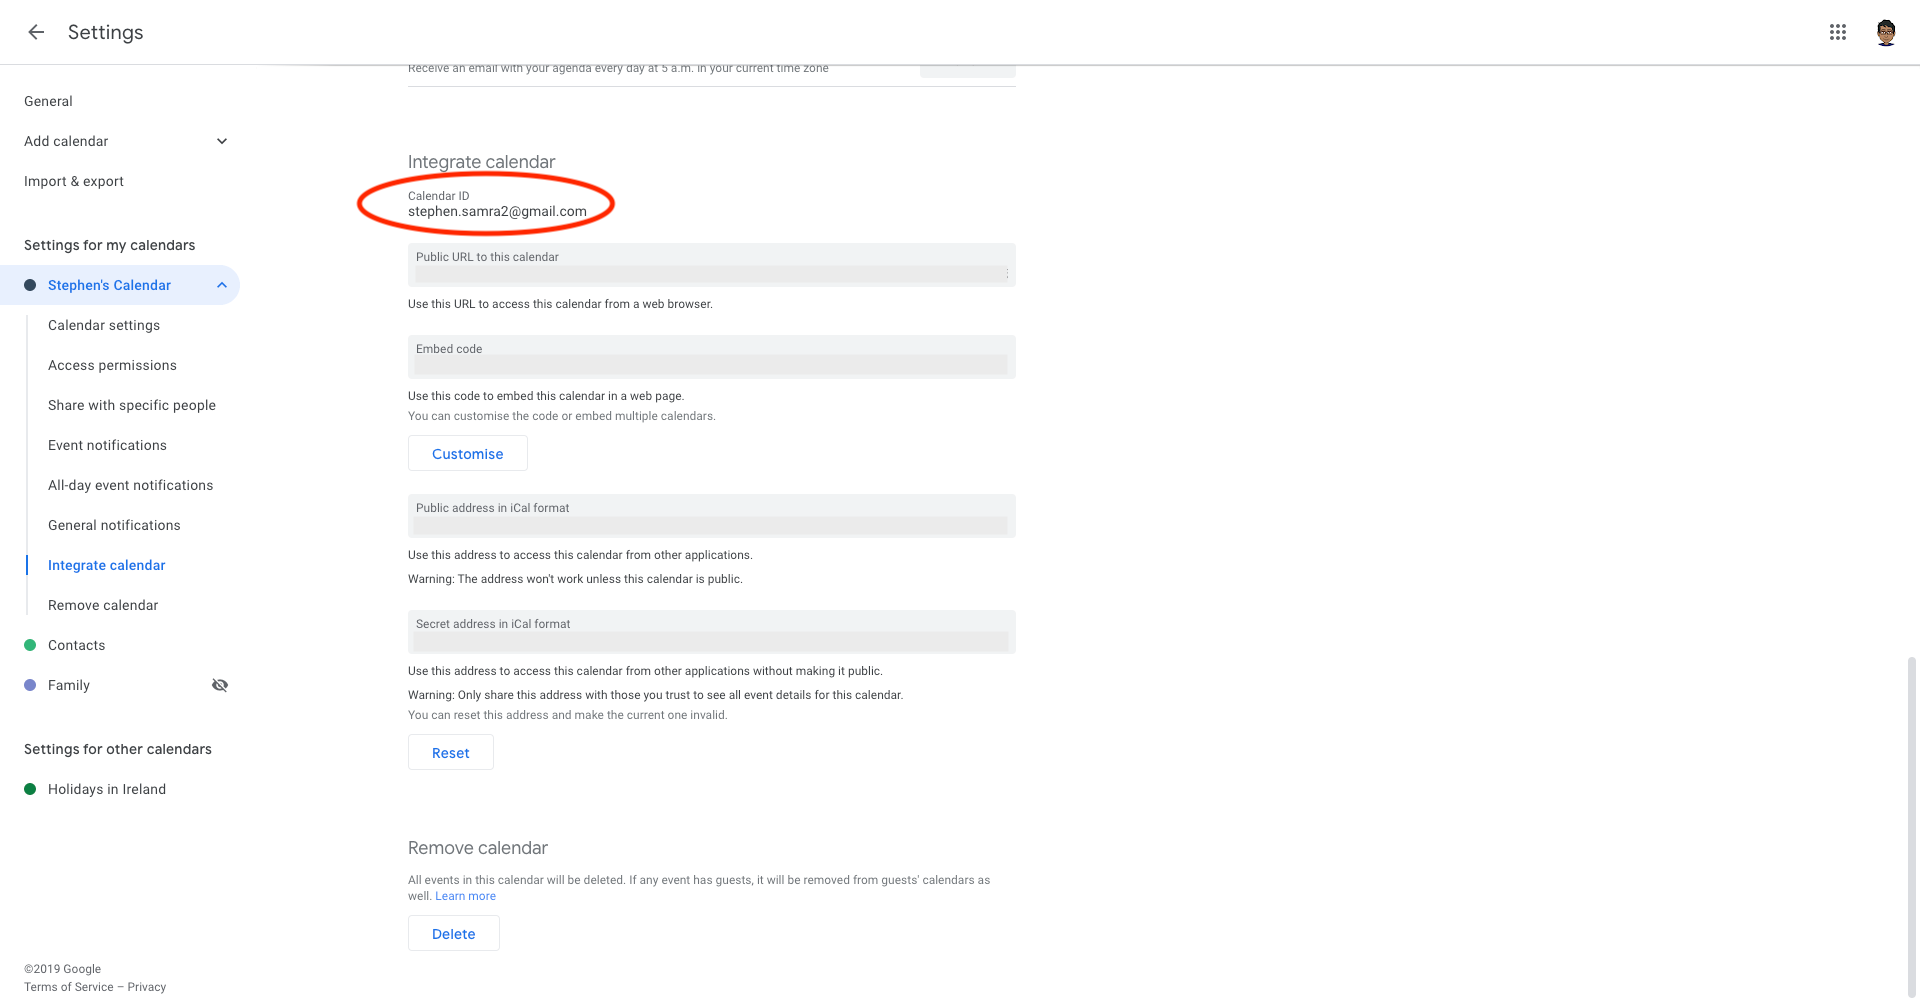 Settings
Receive an email with your agenda every day at 5 a.m. in your current time zone
General
Add calendar
Import & export
Settings for my calendars
Stephen's Calendar
Calendar settings
Access permissions
Share with specific people
Event notifications
All-day event notifications
General notifications
Integrate calendar
Remove calendar
Contacts
Family
Settings for other calendars
Holidays in Ireland
©2019 Google
Terms of Service – Privacy
Integrate calendar
Calendar ID
stephen.samra2@gmail.com
Public URL to this calendar
Use this URL to access this calendar from a web browser.
Embed code
Use this code to embed this calendar in a web page.
You can customise the code or embed multiple calendars.
Customise
Public address in iCal format
Use this address to access this calendar from other applications.
Warning: The address won't work unless this calendar is public.
Secret address in iCal format
Use this address to access this calendar from other applications without making it public.
Warning: Only share this address with those you trust to see all event details for this calendar.
You can reset this address and make the current one invalid.
Reset
Remove calendar
All events in this calendar will be deleted. If any event has guests, it will be removed from guests' calendars as
well. Learn more
Delete